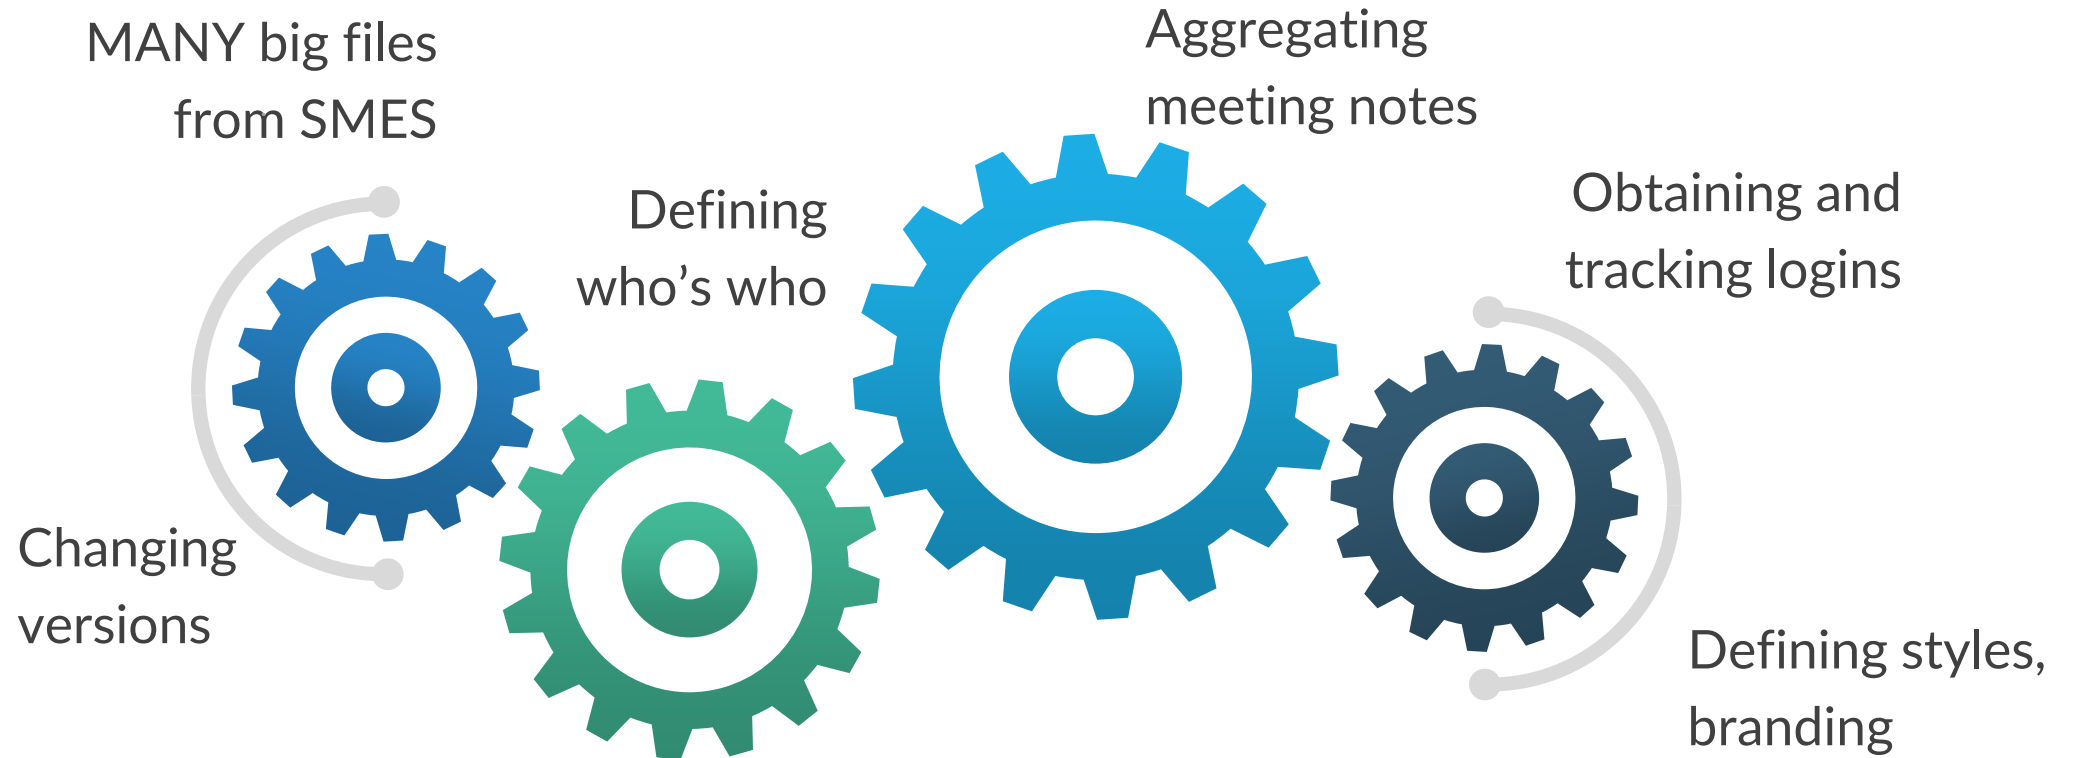 MANY big files
from SMES
Changing
versions
Defining
who’s who
Aggregating
meeting notes
Obtaining and
tracking logins
Defining styles,
branding